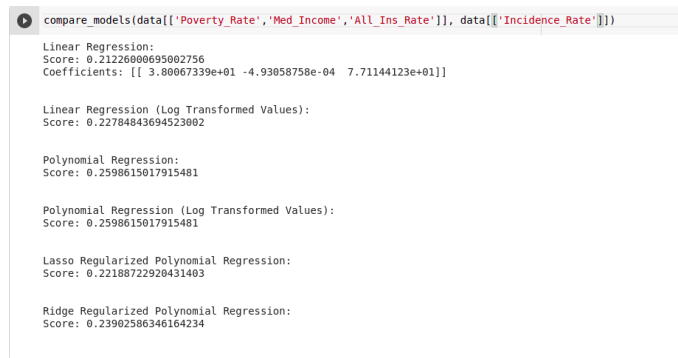 compare_models(data[['Poverty_Rate','Med_Income','All_Ins_Rate']], data[['Incidence_Rate']])
Linear Regression:
Score: 0.21226000695002756
Coefficients: [[ 3.80067339e+01 -4.93058758e-04  7.71144123e+01]]
Linear Regression (Log Transformed Values):
Score: 0.22784843694523002
Polynomial Regression:
Score: 0.2598615017915481
Polynomial Regression (Log Transformed Values):
Score: 0.2598615017915481
Lasso Regularized Polynomial Regression:
Score: 0.22188722920431403
Ridge Regularized Polynomial Regression:
Score: 0.23902586346164234